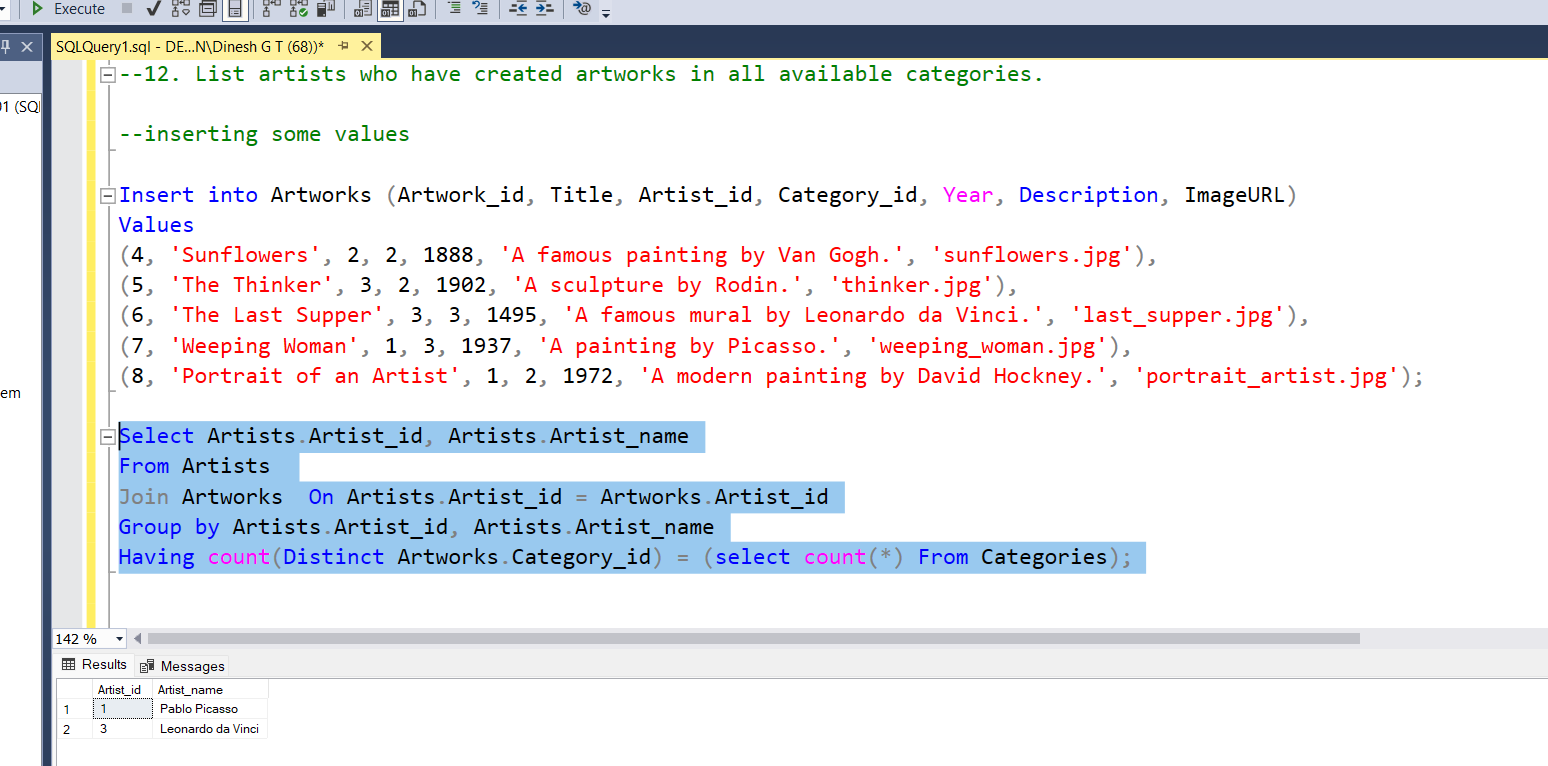 Execute
SQLQuery1.sql - DE...N\Dinesh G T (68))*
01 (SQL
em
--12. List artists who have created artworks in all available categories.
--inserting some values
Insert into Artworks (Artwork_id, Title, Artist_id, Category_id, Year, Description, ImageURL)
Values
(4, 'Sunflowers', 2, 2, 1888, 'A famous painting by Van Gogh.', 'sunflowers.jpg'),
(5, 'The Thinker', 3, 2, 1902, 'A sculpture by Rodin.', 'thinker.jpg'),
(6, 'The Last Supper', 3, 3, 1495, 'A famous mural by Leonardo da Vinci.', 'last_supper.jpg'),
(7, 'Weeping Woman', 1, 3, 1937, 'A painting by Picasso.', 'weeping_woman.jpg'),
(8, 'Portrait of an Artist', 1, 2, 1972, 'A modern painting by David Hockney.', 'portrait_artist.jpg');
Select Artists.Artist_id, Artists.Artist_name
From Artists
Join Artworks  On Artists.Artist_id = Artworks.Artist_id
Group by Artists.Artist_id, Artists.Artist_name
Having count(Distinct Artworks.Category_id) = (select count(*) From Categories);
142 %
Results Messages
Artist_id Artist_name
1 1 Pablo Picasso
2 3 Leonardo da Vinci